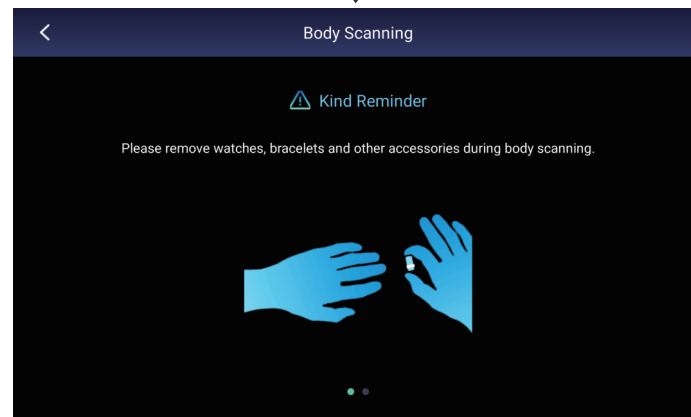 Body Scanning
Kind Reminder
Please remove watches, bracelets and other accessories during body scanning.